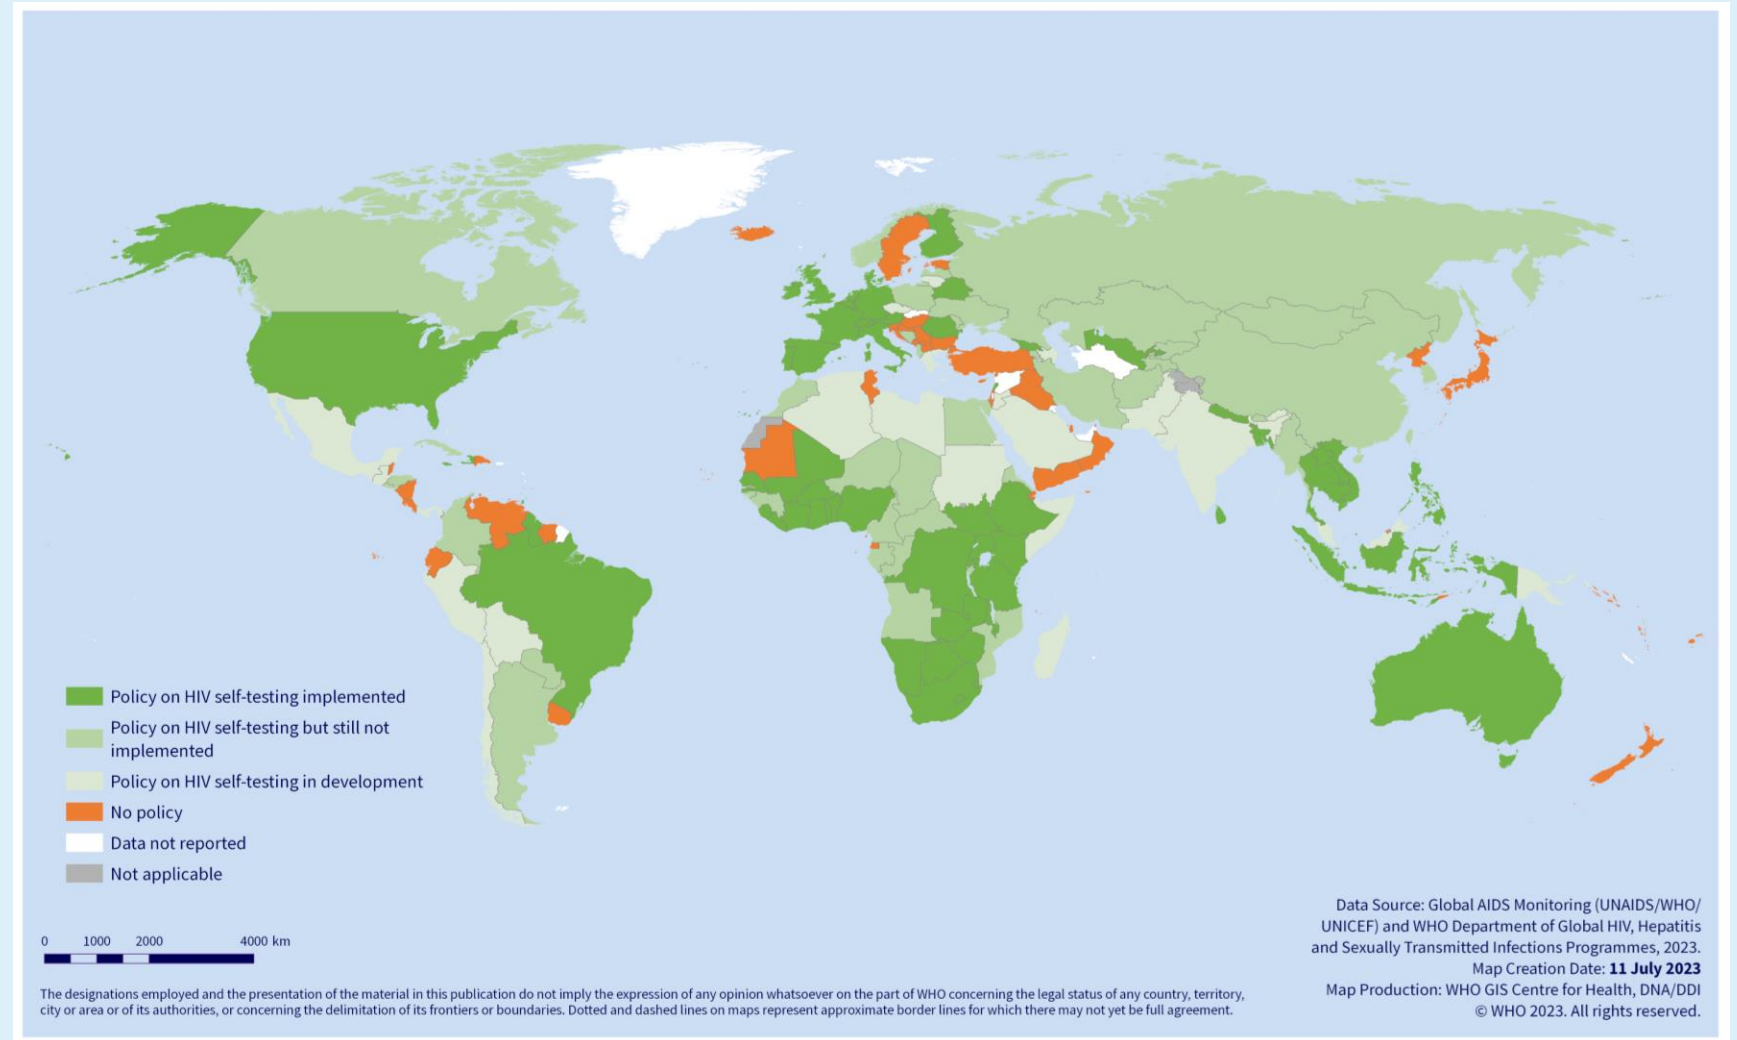 Policy on HIV self-testing implemented
Policy on HIV self-testing but still not
implemented
Policy on HIV self-testing in development
No policy
Data not reported
Not applicable
0 1000 2000 4000 km
Data Source: Global AIDS Monitoring (UNAIDS/WHO/
UNICEF) and WHO Department of Global HIV, Hepatitis
and Sexually Transmitted Infections Programmes, 2023.
Map Creation Date: 11 July 2023
Map Production: WHO GIS Centre for Health, DNA/DDI
© WHO 2023. All rights reserved.
The designations employed and the presentation of the material in this publication do not imply the expression of any opinion whatsoever on the part of WHO concerning the legal status of any country, territory,
city or area or of its authorities, or concerning the delimitation of its frontiers or boundaries. Dotted and dashed lines on maps represent approximate border lines for which there may not yet be full agreement.